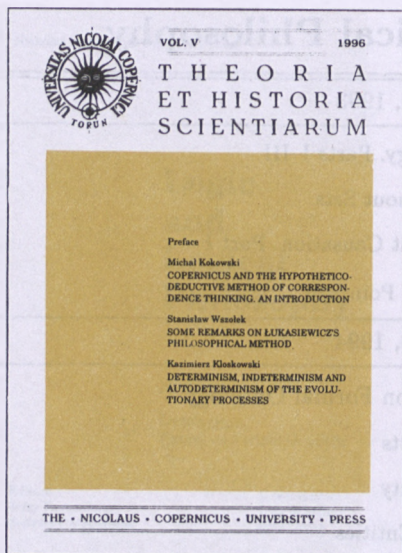 UNIVERSITAS NICOLAI COPERNICI
VOL. V
1996
THEORIA
ET HISTORIA
SCIENTIARUM
Preface
Michał Kokowski
COPERNICUS AND THE HYPOTHETICO-
DEDUCTIVE METHOD OF CORRESPON-
DENCE THINKING. AN INTRODUCTION
Stanisław Wszołek
SOME REMARKS ON ŁUKASIEWICZ'S
PHILOSOPHICAL METHOD
Kazimierz Kloskowski
DETERMINISM, INDETERMINISM AND
AUTODETERMINISM OF THE EVOLU-
TIONARY PROCESSES
THE • NICOLAUS • COPERNICUS • UNIVERSITY • PRESS